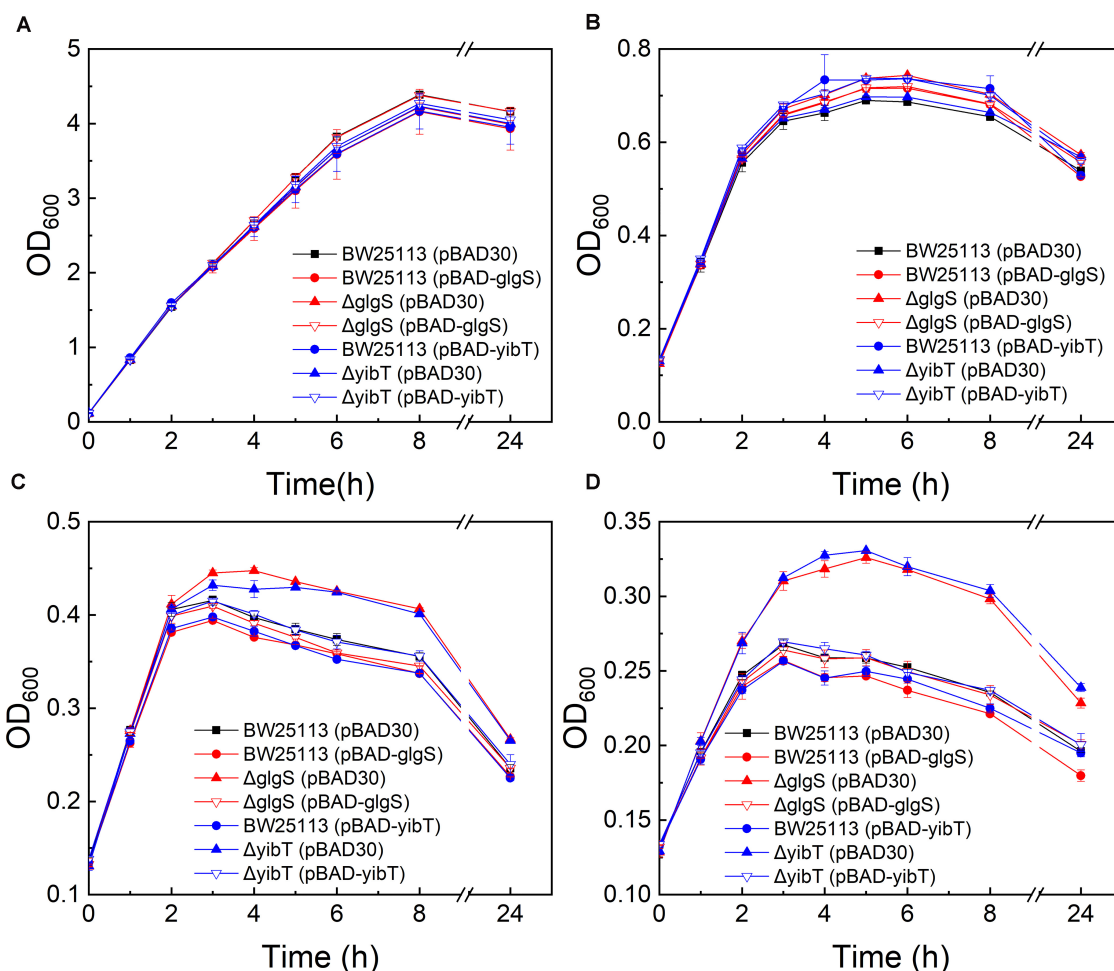 A
OD600
5
4
3
2
1
0
BW25113 (pBAD30)
BW25113 (pBAD-glgS)
ΔglgS (pBAD30)
ΔglgS (pBAD-glgS)
BW25113 (pBAD-yibT)
ΔyibT (pBAD30)
ΔyibT (pBAD-yibT)
0 2 4 6 8 24
Time(h)
B
OD600
0.8
0.6
0.4
0.2
0.0
BW25113 (pBAD30)
BW25113 (pBAD-glgS)
ΔglgS (pBAD30)
ΔglgS (pBAD-glgS)
BW25113 (pBAD-yibT)
ΔyibT (pBAD30)
ΔyibT (pBAD-yibT)
0 2 4 6 8 24
Time (h)
C
OD600
0.5
0.4
0.3
0.2
0.1
BW25113 (pBAD30)
BW25113 (pBAD-glgS)
ΔglgS (pBAD30)
ΔglgS (pBAD-glgS)
BW25113 (pBAD-yibT)
ΔyibT (pBAD30)
ΔyibT (pBAD-yibT)
0 2 4 6 8 24
Time (h)
D
OD600
0.35
0.30
0.25
0.20
0.15
0.10
BW25113 (pBAD30)
BW25113 (pBAD-glgS)
ΔglgS (pBAD30)
ΔglgS (pBAD-glgS)
BW25113 (pBAD-yibT)
ΔyibT (pBAD30)
ΔyibT (pBAD-yibT)
0 2 4 6 8 24
Time (h)